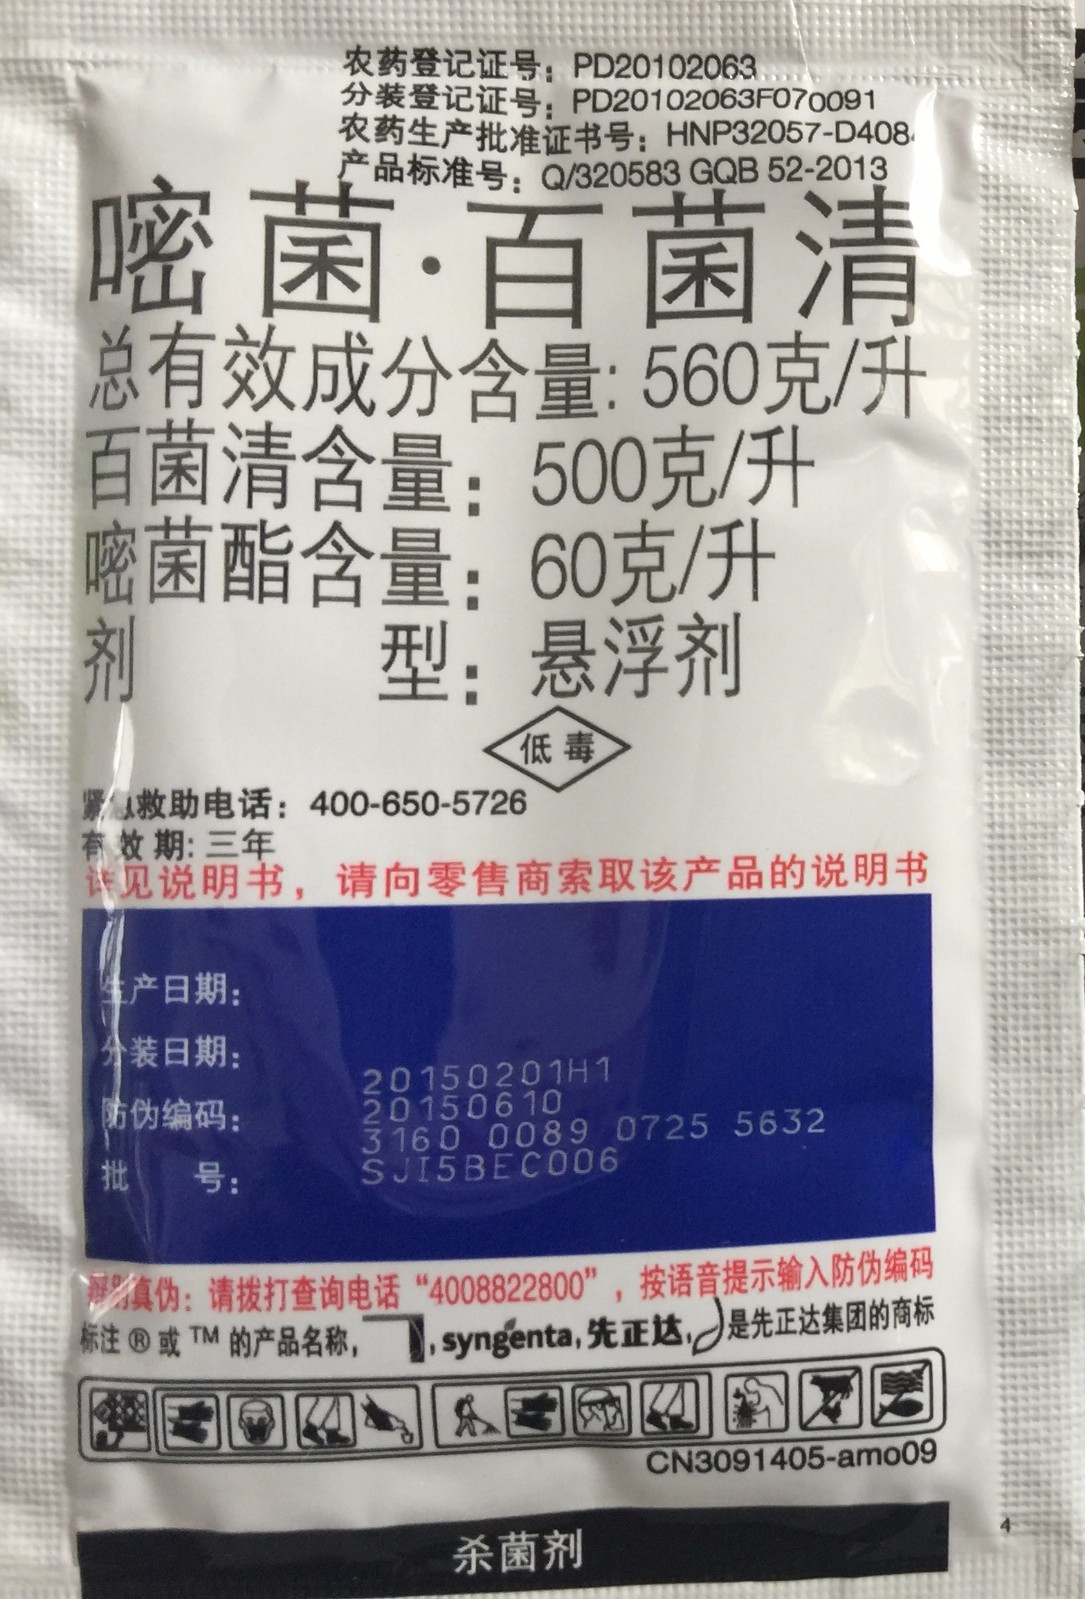 农药登记证号：PD20102063
分装登记证号：PD20102063F070091
农药生产批准证书号：HNP32057-D408
产品标准号：Q/320583 GQB 52-2013
嘧菌·百菌清
总有效成分含量:560克/升
百菌清含量：500克/升
嘧菌酯含量：60克/升
剂型：悬浮剂
低毒
紧急救助电话：400-650-5726
有效期:三年
详见说明书，请向零售商索取该产品的说明书
生产日期：
分装日期：
20150201H1
20150610
防伪编码：
3160 0089 0725 5632
批号：
SJI5BEC006
辨别真伪：请拨打查询电话“4008822800”，按语音提示输入防伪编码
标注®或™的产品名称， ，syngenta,先正达, 是先正达集团的商标
CN3091405-amo09
杀菌剂
4